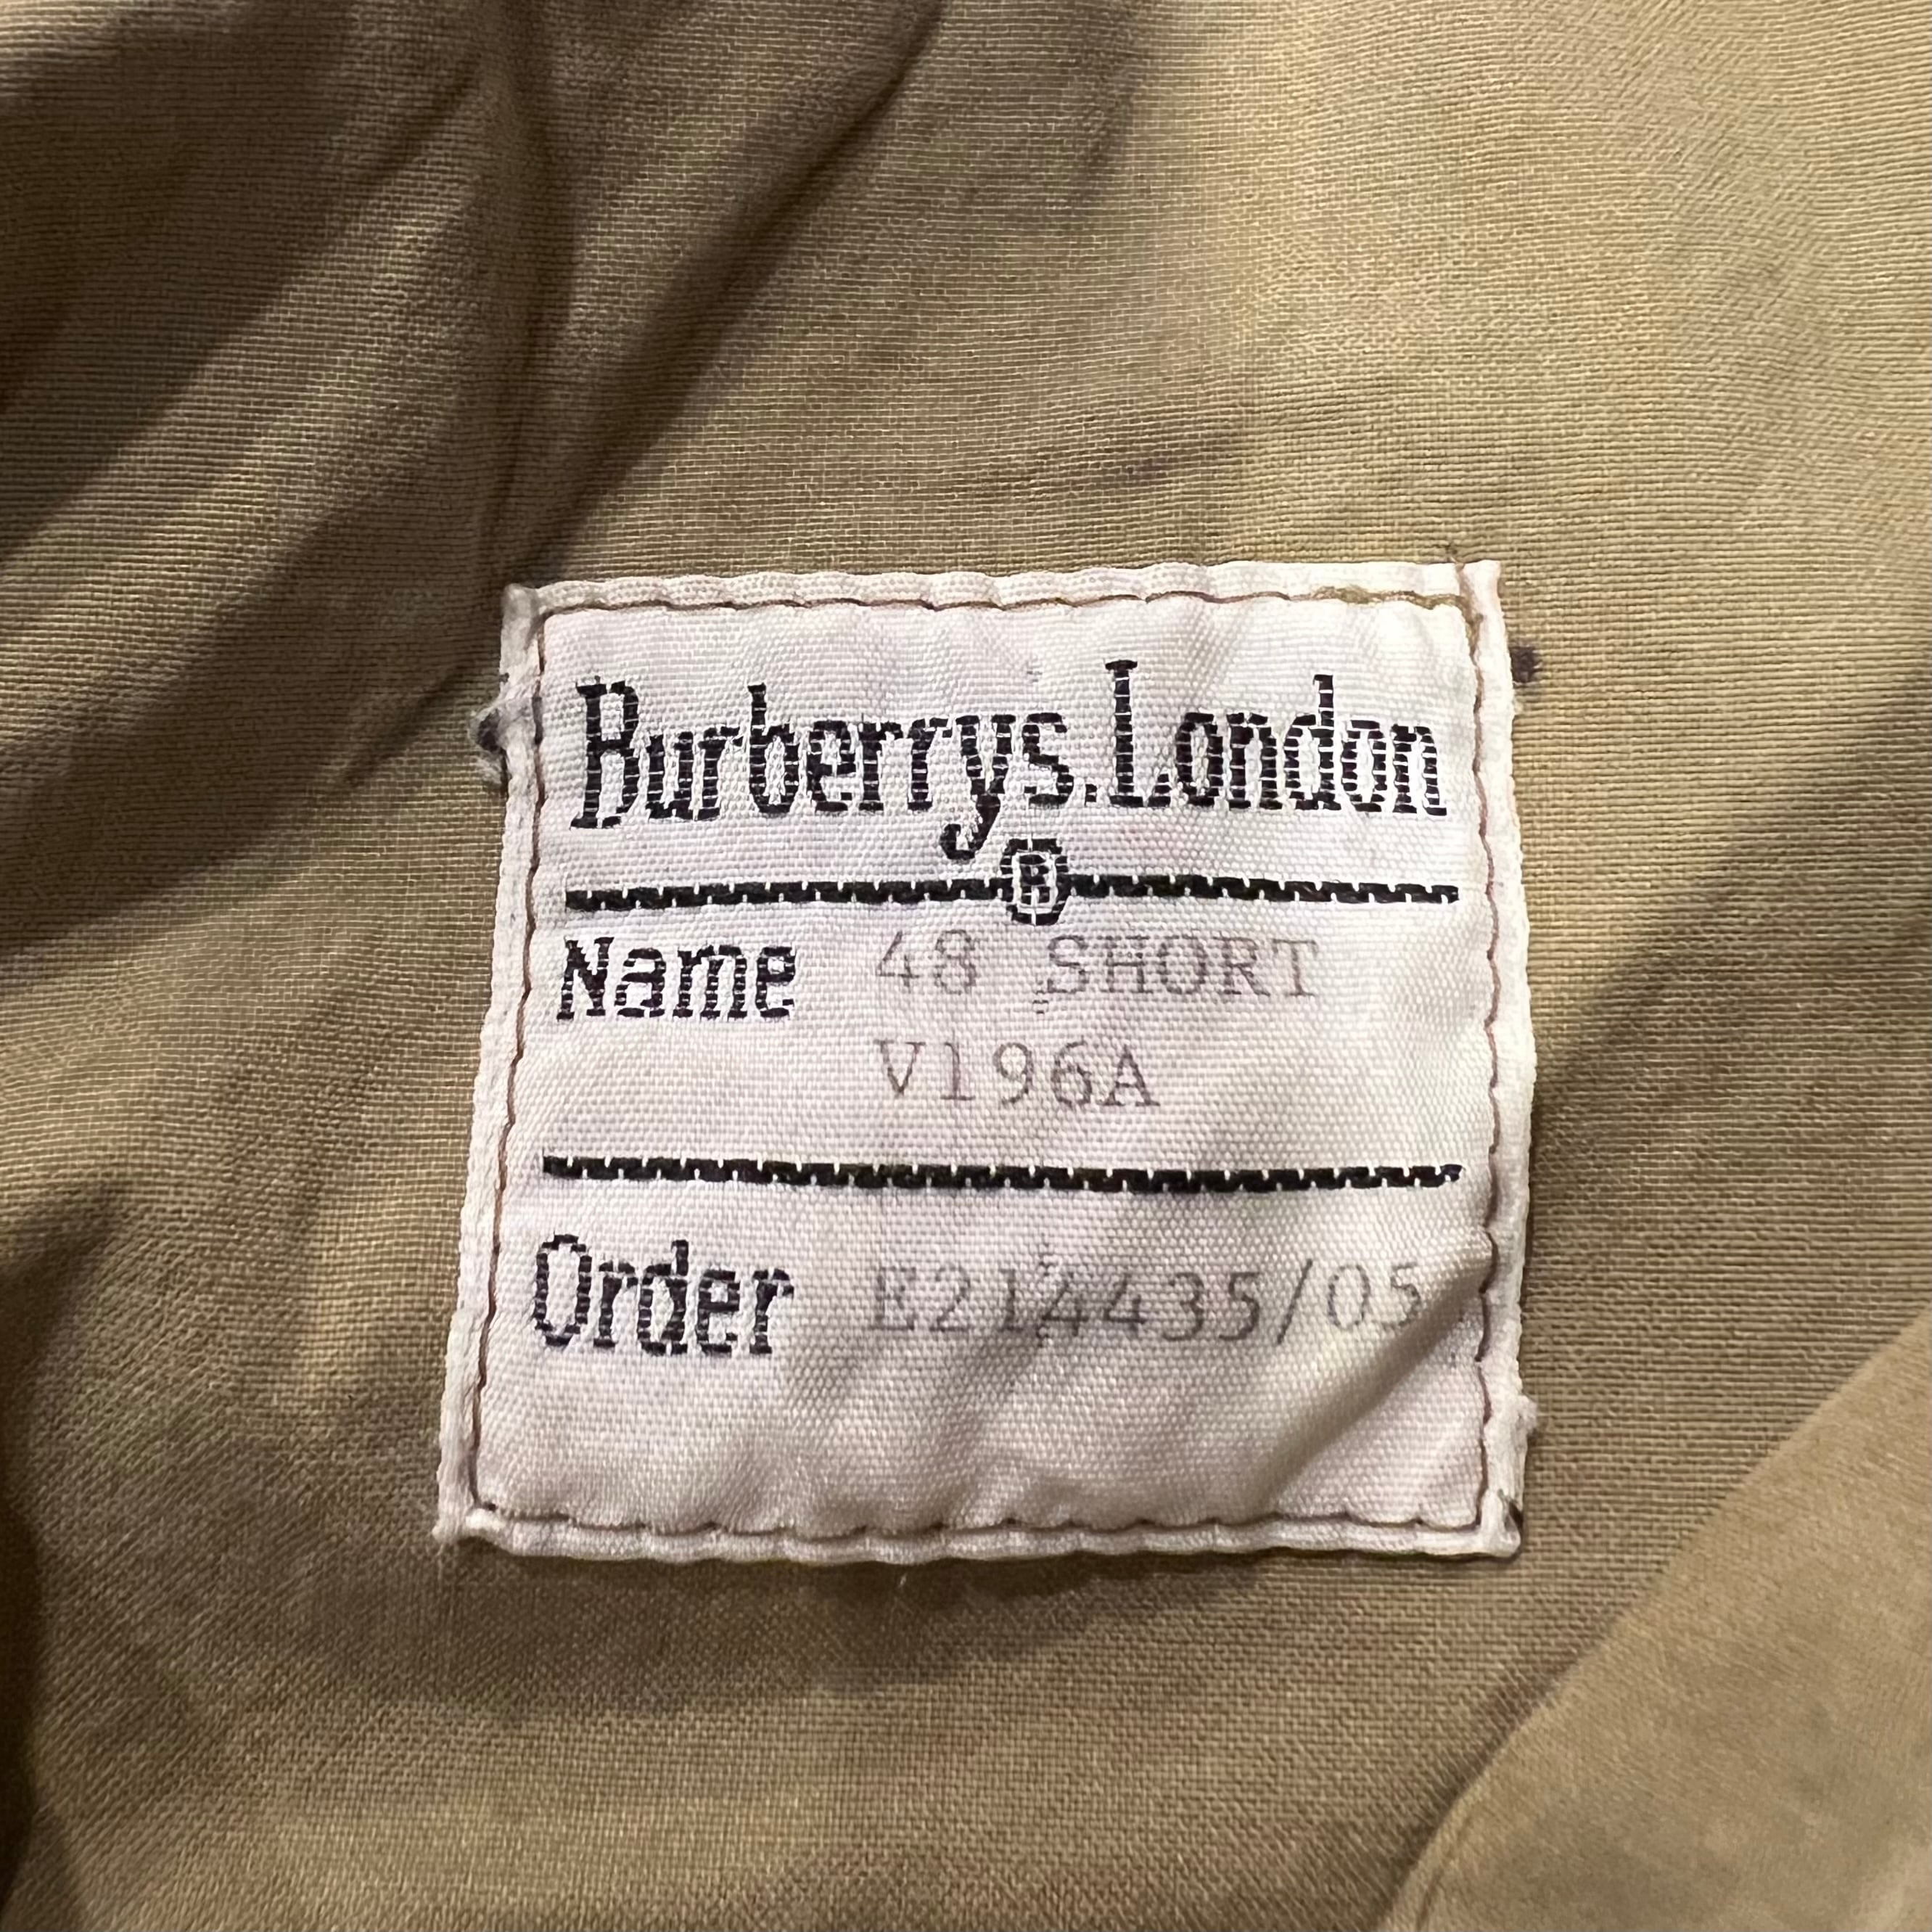 Burberrys.London
®
Name 48 SHORT
V196A
Order E214435/05